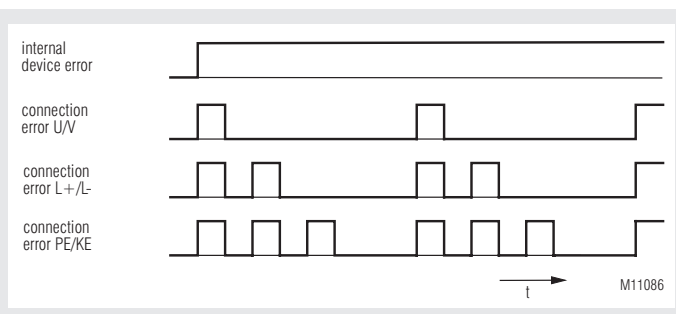 internal
device error
connection
error U/V
connection
error L+/L-
connection
error PE/KE
t
M11086